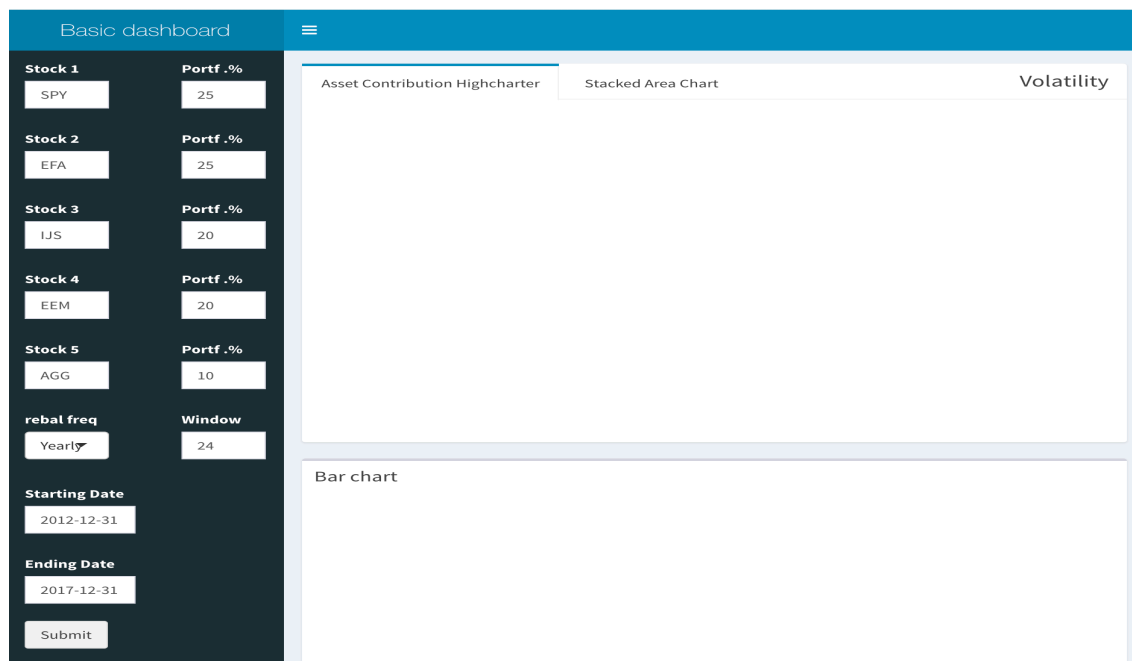 Basic dashboard
Stock 1 Portf .%
SPY 25
Stock 2 Portf .%
EFA 25
Stock 3 Portf .%
IJS 20
Stock 4 Portf .%
EEM 20
Stock 5 Portf .%
AGG 10
rebal freq Window
Yearly 24
Starting Date
2012-12-31
Ending Date
2017-12-31
Submit
Asset Contribution Highcharter Stacked Area Chart Volatility
Bar chart